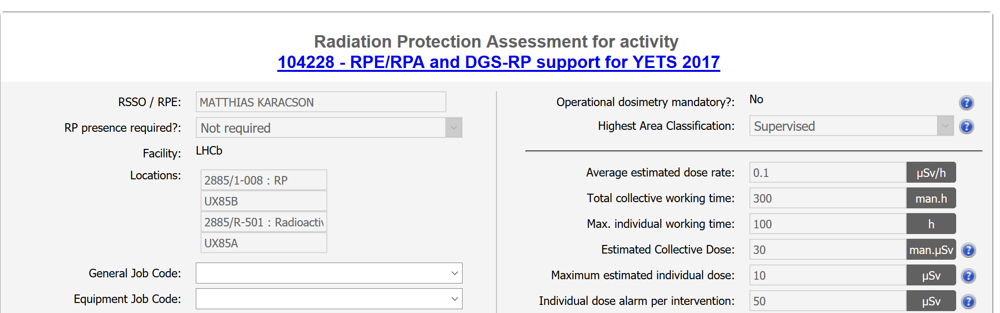 Radiation Protection Assessment for activity
104228 - RPE/RPA and DGS-RP support for YETS 2017
RSSO / RPE: MATTHIAS KARACSON
RP presence required?: Not required
Facility: LHCb
Locations: 2885/1-008 : RP
UX85B
2885/R-501 : Radioactiv
UX85A
General Job Code:
Equipment Job Code:
Operational dosimetry mandatory?: No
Highest Area Classification: Supervised
Average estimated dose rate: 0.1 µSv/h
Total collective working time: 300 man.h
Max. individual working time: 100 h
Estimated Collective Dose: 30 man.µSv
Maximum estimated individual dose: 10 µSv
Individual dose alarm per intervention: 50 µSv